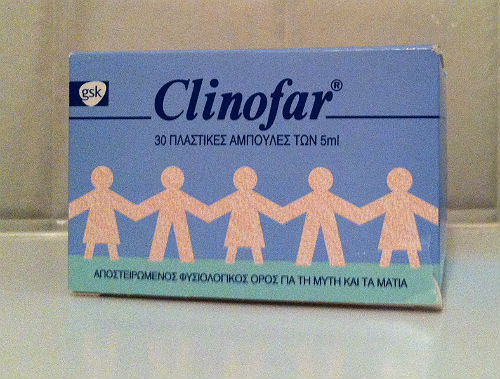 gsk
Clinofar®
30 ΠΛΑΣΤΙΚΕΣ ΑΜΠΟΥΛΕΣ ΤΩΝ 5ml
ΑΠΟΣΤΕΙΡΩΜΕΝΟΣ ΦΥΣΙΟΛΟΓΙΚΟΣ ΟΡΟΣ ΓΙΑ ΤΗ ΜΥΤΗ ΚΑΙ ΤΑ ΜΑΤΙΑ